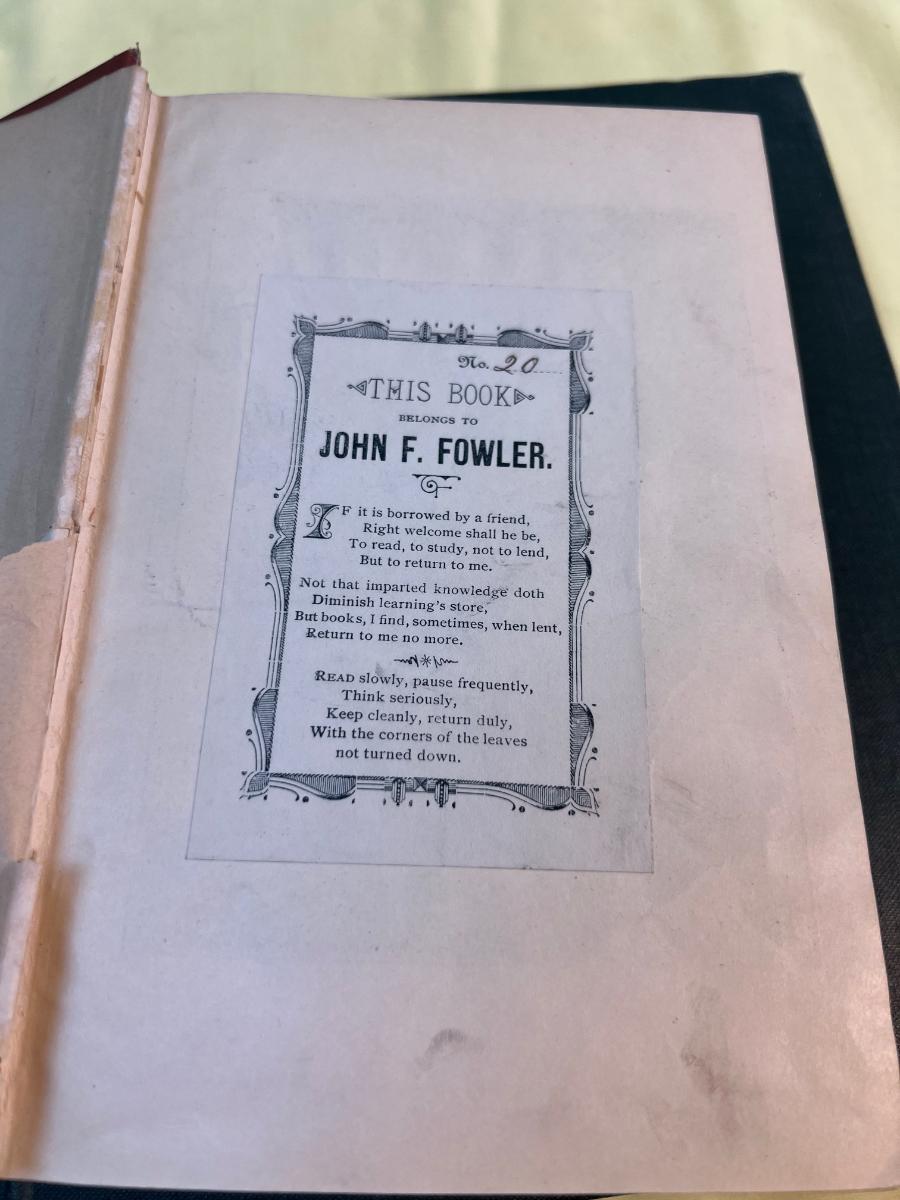 No. 20
THIS BOOK
BELONGS TO
JOHN F. FOWLER.
IF it is borrowed by a friend,
Right welcome shall he be,
To read, to study, not to lend,
But to return to me.
Not that imparted knowledge doth
Diminish learning's store,
But books, I find, sometimes, when lent,
Return to me no more.
READ slowly, pause frequently,
Think seriously,
Keep cleanly, return duly,
With the corners of the leaves
not turned down.